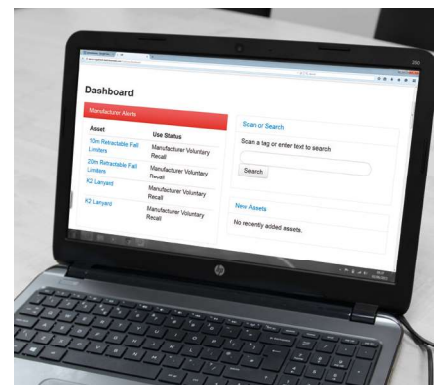 Dashboard
Manufacturer Alerts
Asset Use Status
10m Retractable Fall Limiters Manufacturer Voluntary Recall
20m Retractable Fall Limiters Manufacturer Voluntary Recall
K2 Lanyard Manufacturer Voluntary Recall
K2 Lanyard Manufacturer Voluntary Recall
Scan or Search
Scan a tag or enter text to search
Search
New Assets
No recently added assets.
hp
250